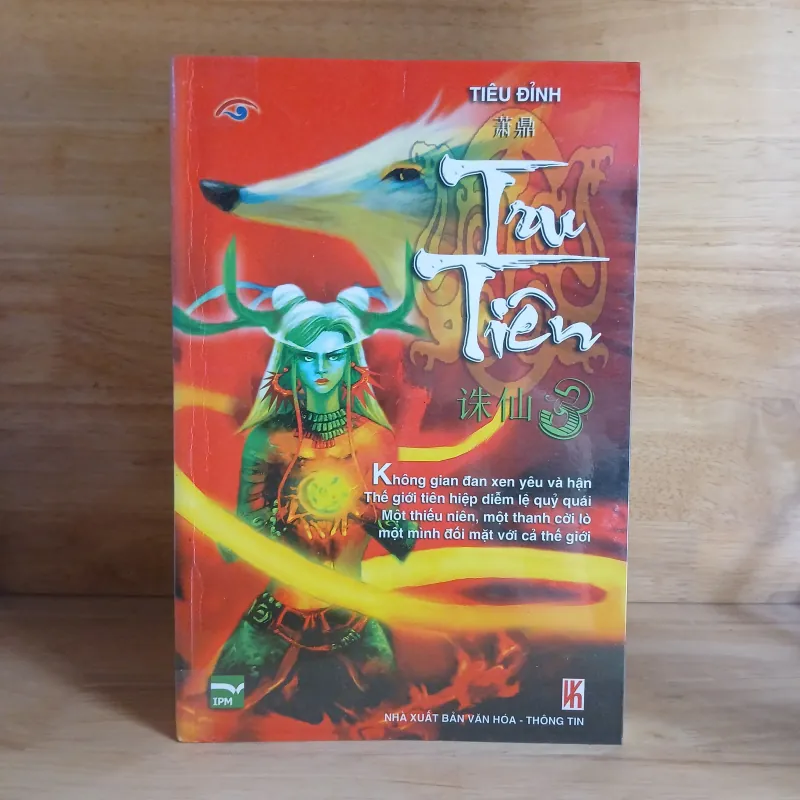 TIÊU ĐỈNH
萧鼎
Tru
Tiên
诛仙 3
Không gian đan xen yêu và hận
Thế giới tiên hiệp diễm lệ quỷ quái
Một thiếu niên, một thanh cời lò
một mình đối mặt với cả thế giới
IPM
NHÀ XUẤT BẢN VĂN HÓA - THÔNG TIN